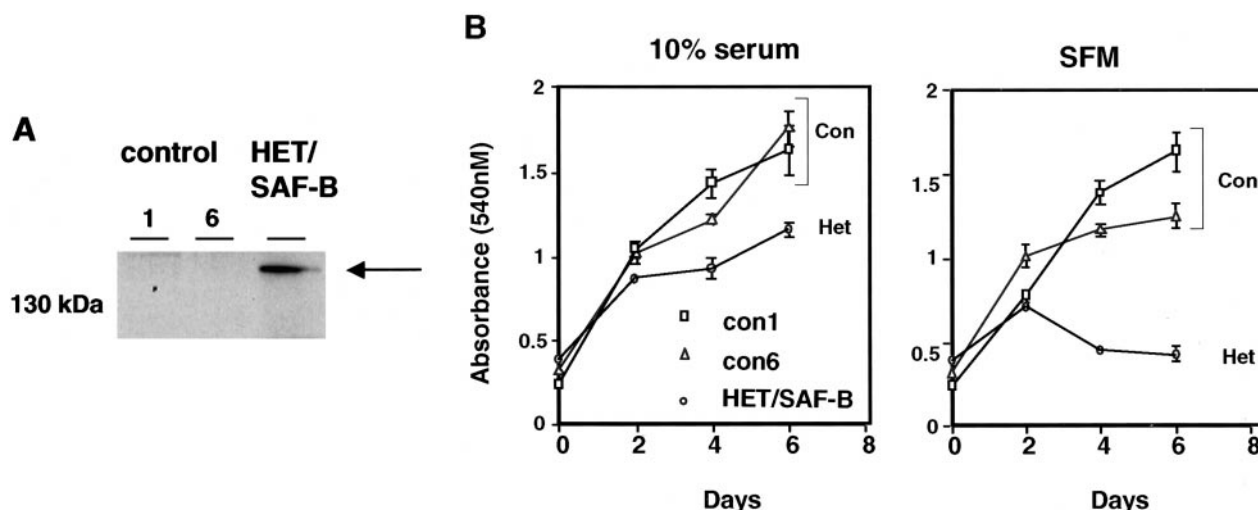 A
control
HET/
SAF-B
1
6
130 kDa
B
10% serum
Absorbance (540nM)
2
1.5
1
0.5
0
0
2
4
6
8
Days
Con
Het
con1
con6
HET/SAF-B
SFM
2
1.5
1
0.5
0
0
2
4
6
8
Days
Con
Het